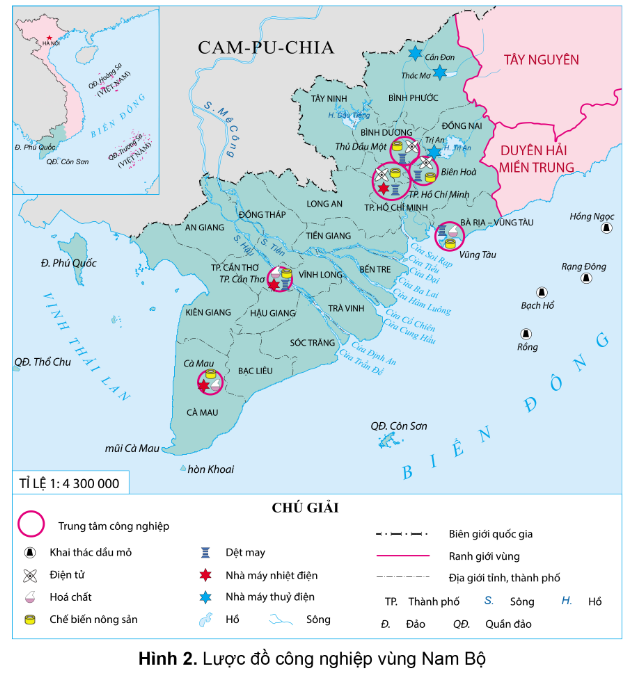 HÀ NỘI
QĐ. Hoàng Sa
(VIỆT NAM)
BIỂN ĐÔNG
QĐ. Trường Sa
(VIỆT NAM)
Đ. Phú Quốc
QĐ. Côn Sơn
CAM-PU-CHIA
S. Mê Công
TÂY NGUYÊN
DUYÊN HẢI
MIỀN TRUNG
Cần Đơn
Thác Mơ
BÌNH PHƯỚC
TÂY NINH
H. Dầu Tiếng
BÌNH DƯƠNG
ĐỒNG NAI
Thủ Dầu Một
Trị An
H. Trị An
Biên Hoà
TP. Hồ Chí Minh
TP. HỒ CHÍ MINH
BÀ RỊA – VŨNG TÀU
Vũng Tàu
LONG AN
ĐỒNG THÁP
AN GIANG
TIỀN GIANG
S. Tiền
S. Hậu
TP. CẦN THƠ
TP. Cần Thơ
VĨNH LONG
BẾN TRE
KIÊN GIANG
HẬU GIANG
TRÀ VINH
SÓC TRĂNG
BẠC LIÊU
Cà Mau
CÀ MAU
Cửa Soi Rạp
Cửa Tiểu
Cửa Đại
Cửa Ba Lai
Cửa Hàm Luông
Cửa Cổ Chiên
Cửa Cung Hầu
Cửa Định An
Cửa Trần Đề
Hồng Ngọc
Rạng Đông
Bạch Hổ
Rồng
Đ. Phú Quốc
VỊNH THÁI LAN
QĐ. Thổ Chu
mũi Cà Mau
hòn Khoai
QĐ. Côn Sơn
BIỂN ĐÔNG
TỈ LỆ 1: 4 300 000
CHÚ GIẢI
Trung tâm công nghiệp
Khai thác dầu mỏ
Điện tử
Hoá chất
Chế biến nông sản
Dệt may
Nhà máy nhiệt điện
Nhà máy thuỷ điện
Hồ
Sông
Biên giới quốc gia
Ranh giới vùng
Địa giới tỉnh, thành phố
TP. Thành phố S. Sông H. Hồ
Đ. Đảo QĐ. Quần đảo
Hình 2. Lược đồ công nghiệp vùng Nam Bộ